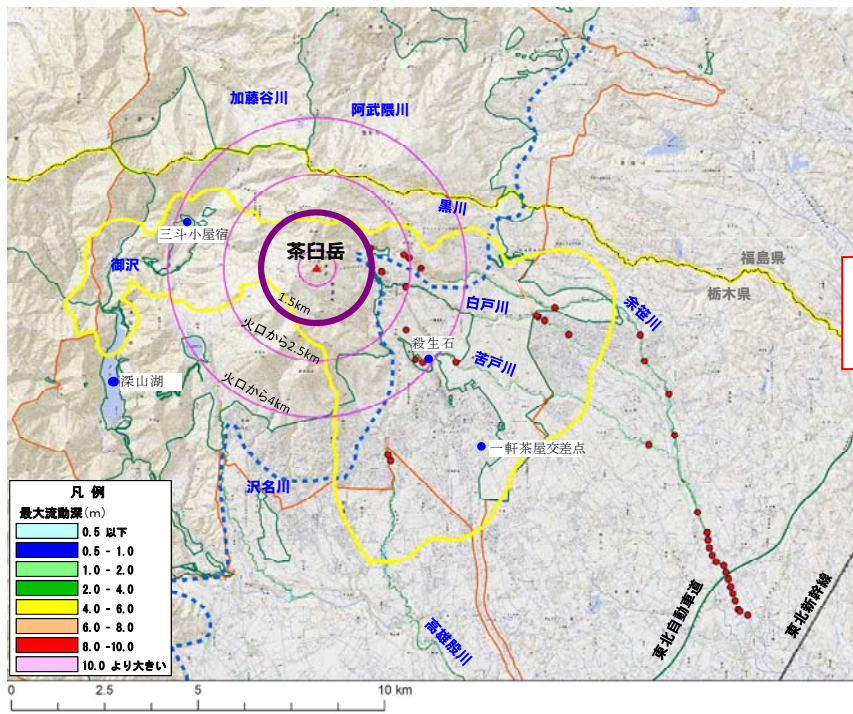 加藤谷川
阿武隈川
黒川
三斗小屋宿
茶臼岳
御沢
福島県
栃木県
1.5km
白戸川
余笹川
火口から2.5km
殺生石
苦戸川
深山湖
火口から4km
一軒茶屋交差点
沢名川
凡 例
最大流動深(m)
0.5 以下
0.5 - 1.0
1.0 - 2.0
2.0 - 4.0
4.0 - 6.0
6.0 - 8.0
8.0 -10.0
10.0 より大きい
高雄股川
東北自動車道
東北新幹線
0 2.5 5 10 km